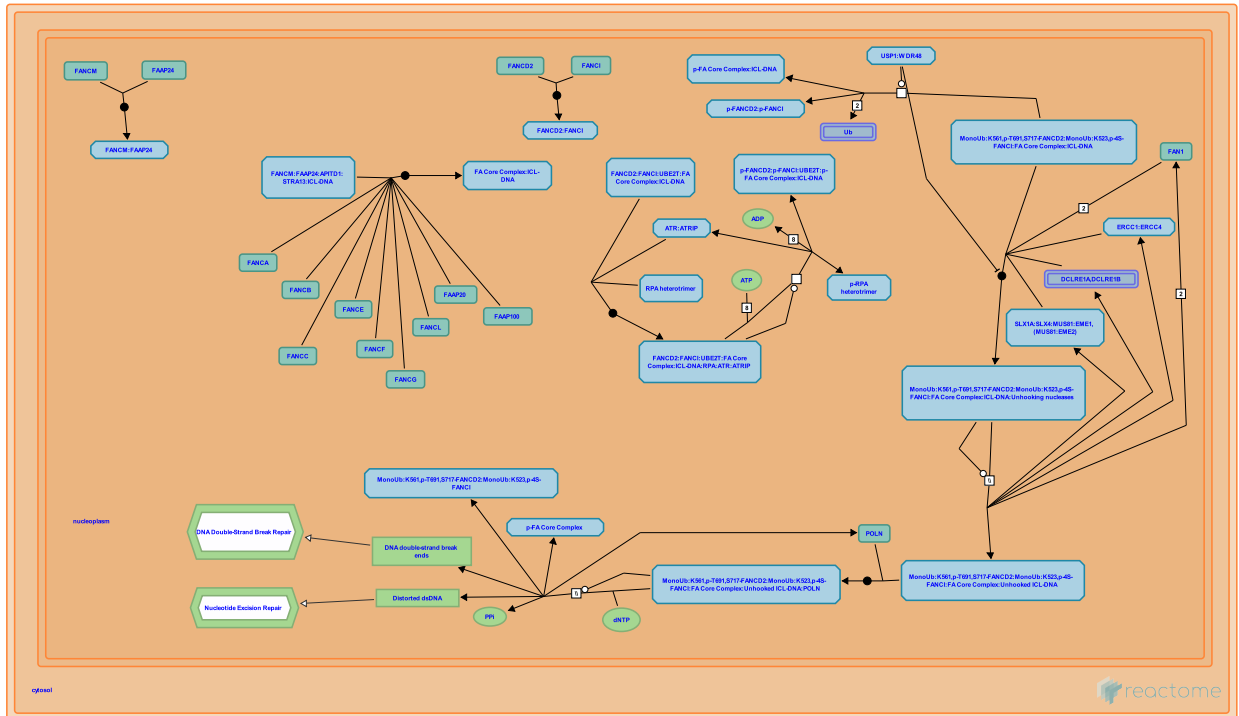 FANCM
FAAP24
FANCM:FAAP24
FANCD2
FANCI
FANCD2:FANCI
p-FA Core Complex:ICL-DNA
USP1:WDR48
p-FANCD2:p-FANCI
2
Ub
MonoUb:K561,p-T691,S717-FANCD2:MonoUb:K523,p-4S-
FANCI:FA Core Complex:ICL-DNA
FAN1
FANCM:FAAP24:APITD1:
STRA13:ICL-DNA
FA Core Complex:ICL-
DNA
FANCD2:FANCI:UBE2T:FA
Core Complex:ICL-DNA
p-FANCD2:p-FANCI:UBE2T:p-
FA Core Complex:ICL-DNA
2
ADP
ATR:ATRIP
8
ERCC1:ERCC4
FANCA
FANCB
FANCE
FAAP20
FAAP100
FANCL
FANCC
FANCF
FANCG
RPA heterotrimer
ATP
8
p-RPA
heterotrimer
DCLRE1A,DCLRE1B
2
SLX1A:SLX4:MUS81:EME1,
(MUS81:EME2)
FANCD2:FANCI:UBE2T:FA Core
Complex:ICL-DNA:RPA:ATR:ATRIP
MonoUb:K561,p-T691,S717-FANCD2:MonoUb:K523,p-4S-
FANCI:FA Core Complex:ICL-DNA:Unhooking nucleases
\\
MonoUb:K561,p-T691,S717-FANCD2:MonoUb:K523,p-4S-
FANCI
nucleoplasm
DNA Double-Strand Break Repair
p-FA Core Complex
POLN
DNA double-strand break
ends
MonoUb:K561,p-T691,S717-FANCD2:MonoUb:K523,p-4S-
FANCI:FA Core Complex:Unhooked ICL-DNA:POLN
MonoUb:K561,p-T691,S717-FANCD2:MonoUb:K523,p-4S-
FANCI:FA Core Complex:Unhooked ICL-DNA
\\
Nucleotide Excision Repair
Distorted dsDNA
PPi
dNTP
cytosol
reactome